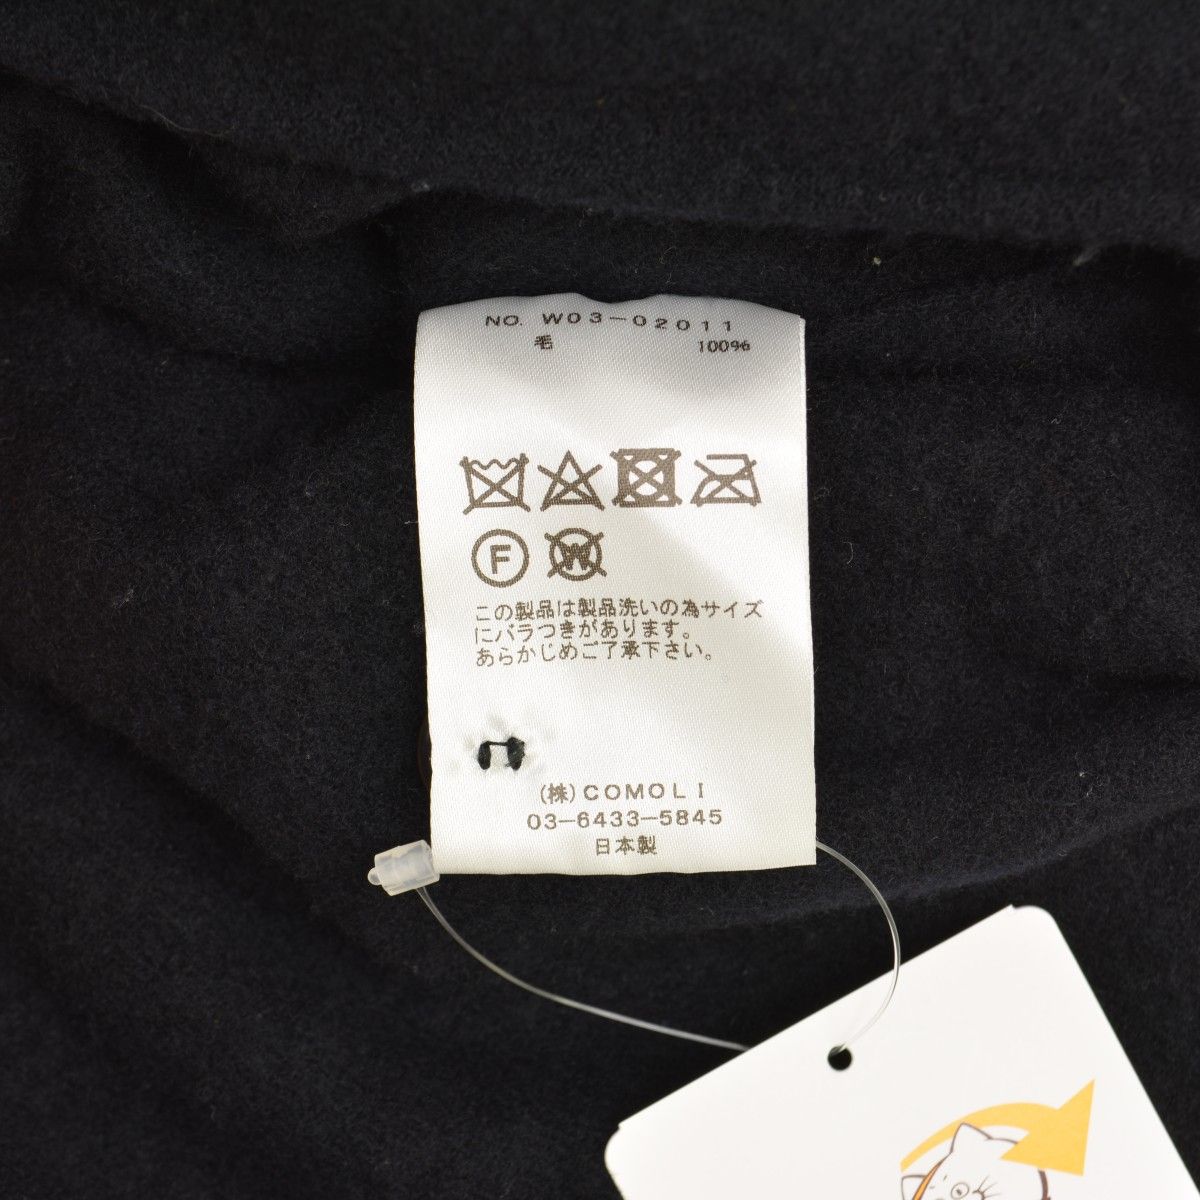 NO. W03-02011
毛 100%
F W
この製品は製品洗いの為サイズ
にバラつきがあります。
あらかじめご了承下さい。
(株)COMOLI
03-6433-5845
日本製